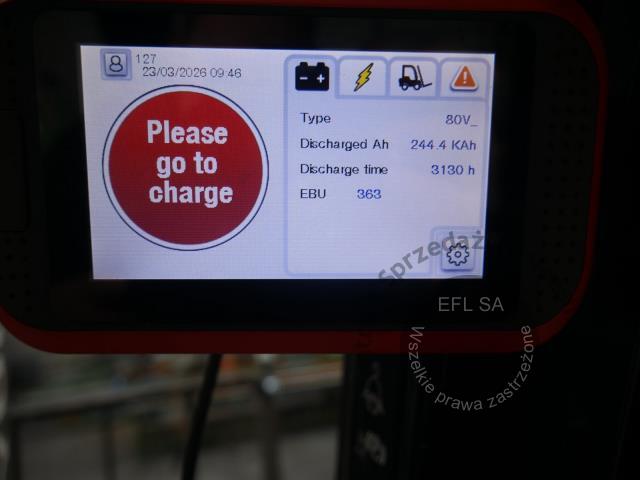 127
23/03/2026 09:46
Please
go to
charge
Type 80V_
Discharged Ah 244.4 KAh
Discharge time 3130 h
EBU 363
Sprzedaż
EFL SA
Wszelkie prawa zastrzeżone